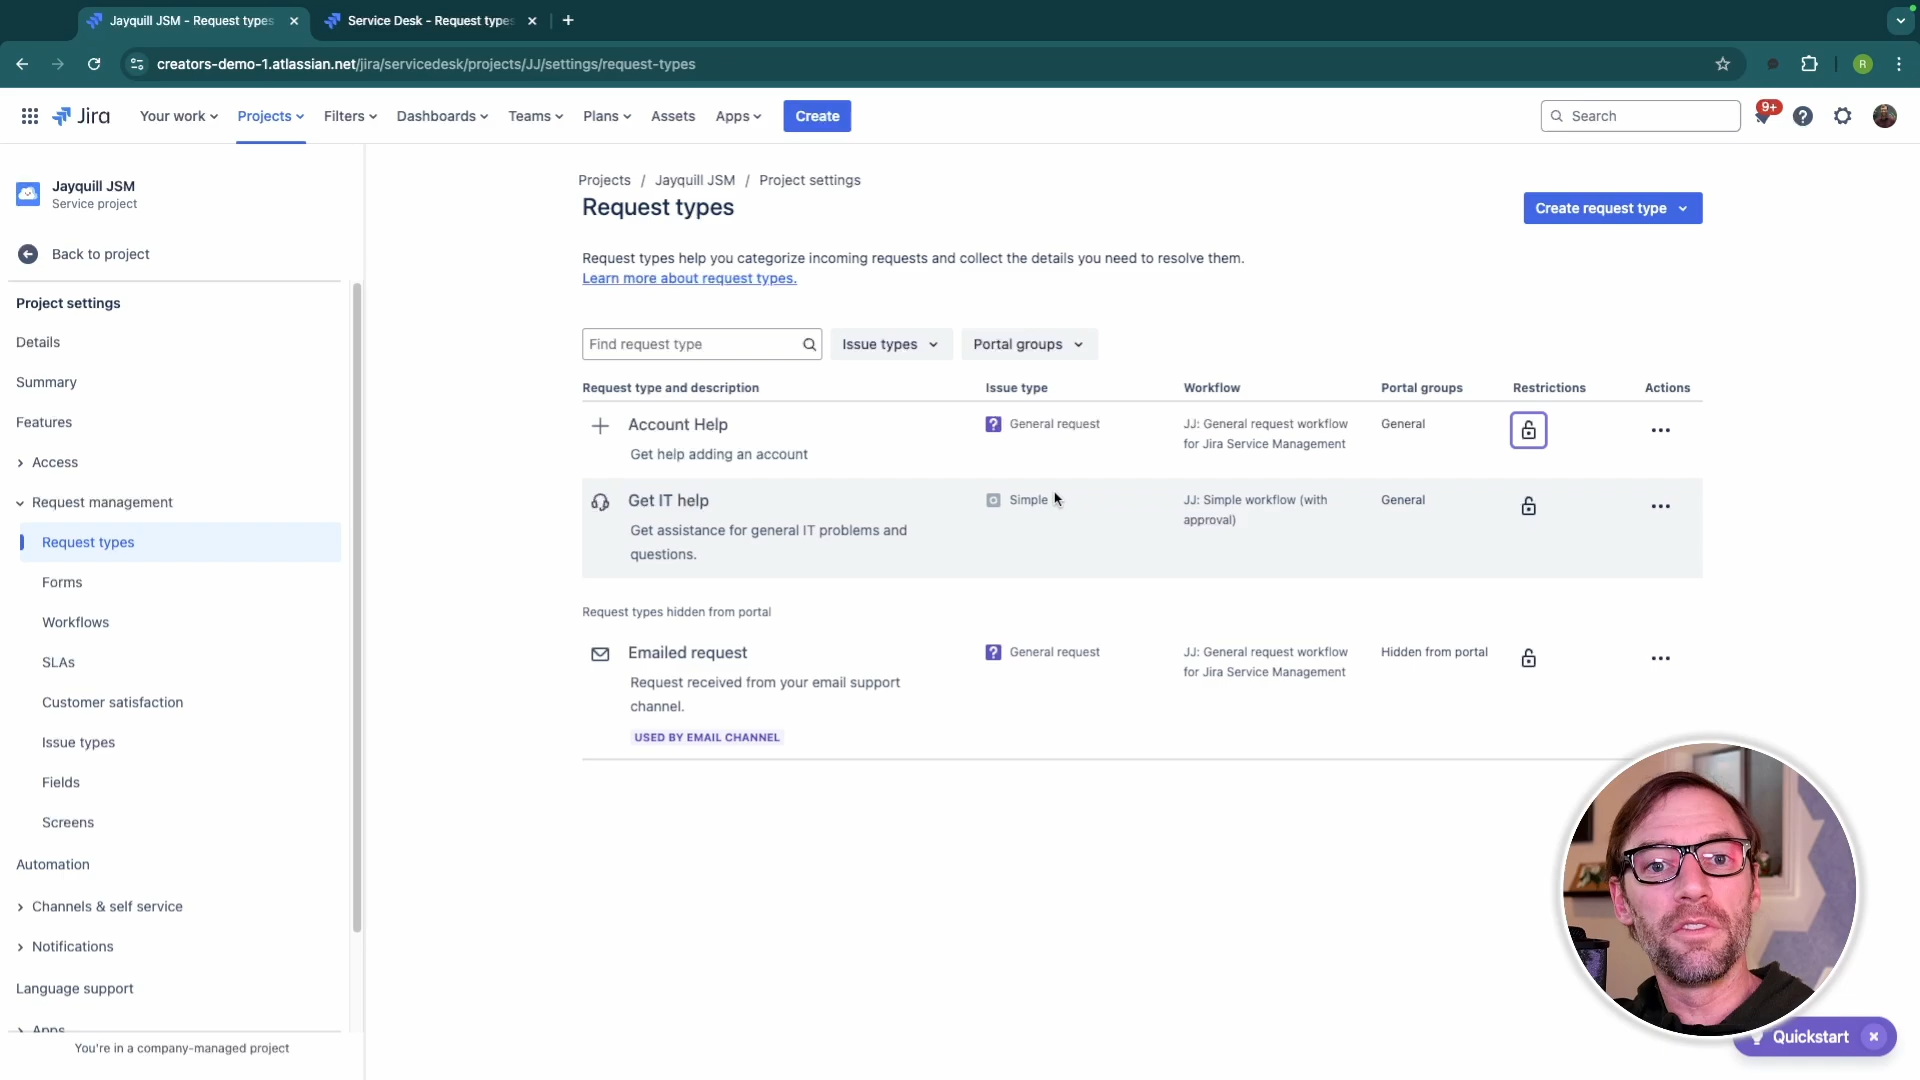 Jayquill JSM - Request types
Service Desk - Request types
creators-demo-1.atlassian.net/jira/servicedesk/projects/JJ/settings/request-types
R
Jira
Your work
Projects
Filters
Dashboards
Teams
Plans
Assets
Apps
Create
Search
9+
Jayquill JSM
Service project
Back to project
Project settings
Details
Summary
Features
Access
Request management
Request types
Forms
Workflows
SLAs
Customer satisfaction
Issue types
Fields
Screens
Automation
Channels & self service
Notifications
Language support
Apps
You're in a company-managed project
Projects / Jayquill JSM / Project settings
Request types
Create request type
Request types help you categorize incoming requests and collect the details you need to resolve them.
Learn more about request types.
Find request type
Issue types
Portal groups
Request type and description
Issue type
Workflow
Portal groups
Restrictions
Actions
Account Help
Get help adding an account
General request
JJ: General request workflow
for Jira Service Management
General
Get IT help
Get assistance for general IT problems and
questions.
Simple
JJ: Simple workflow (with
approval)
General
Request types hidden from portal
Emailed request
Request received from your email support
channel.
USED BY EMAIL CHANNEL
General request
JJ: General request workflow
for Jira Service Management
Hidden from portal
Quickstart